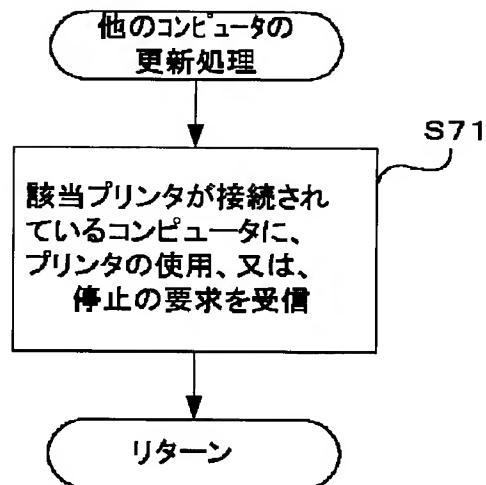 他のコンピュータの
更新処理
S71
該当プリンタが接続され
ているコンピュータに、
プリンタの使用、又は、
停止の要求を受信
リターン